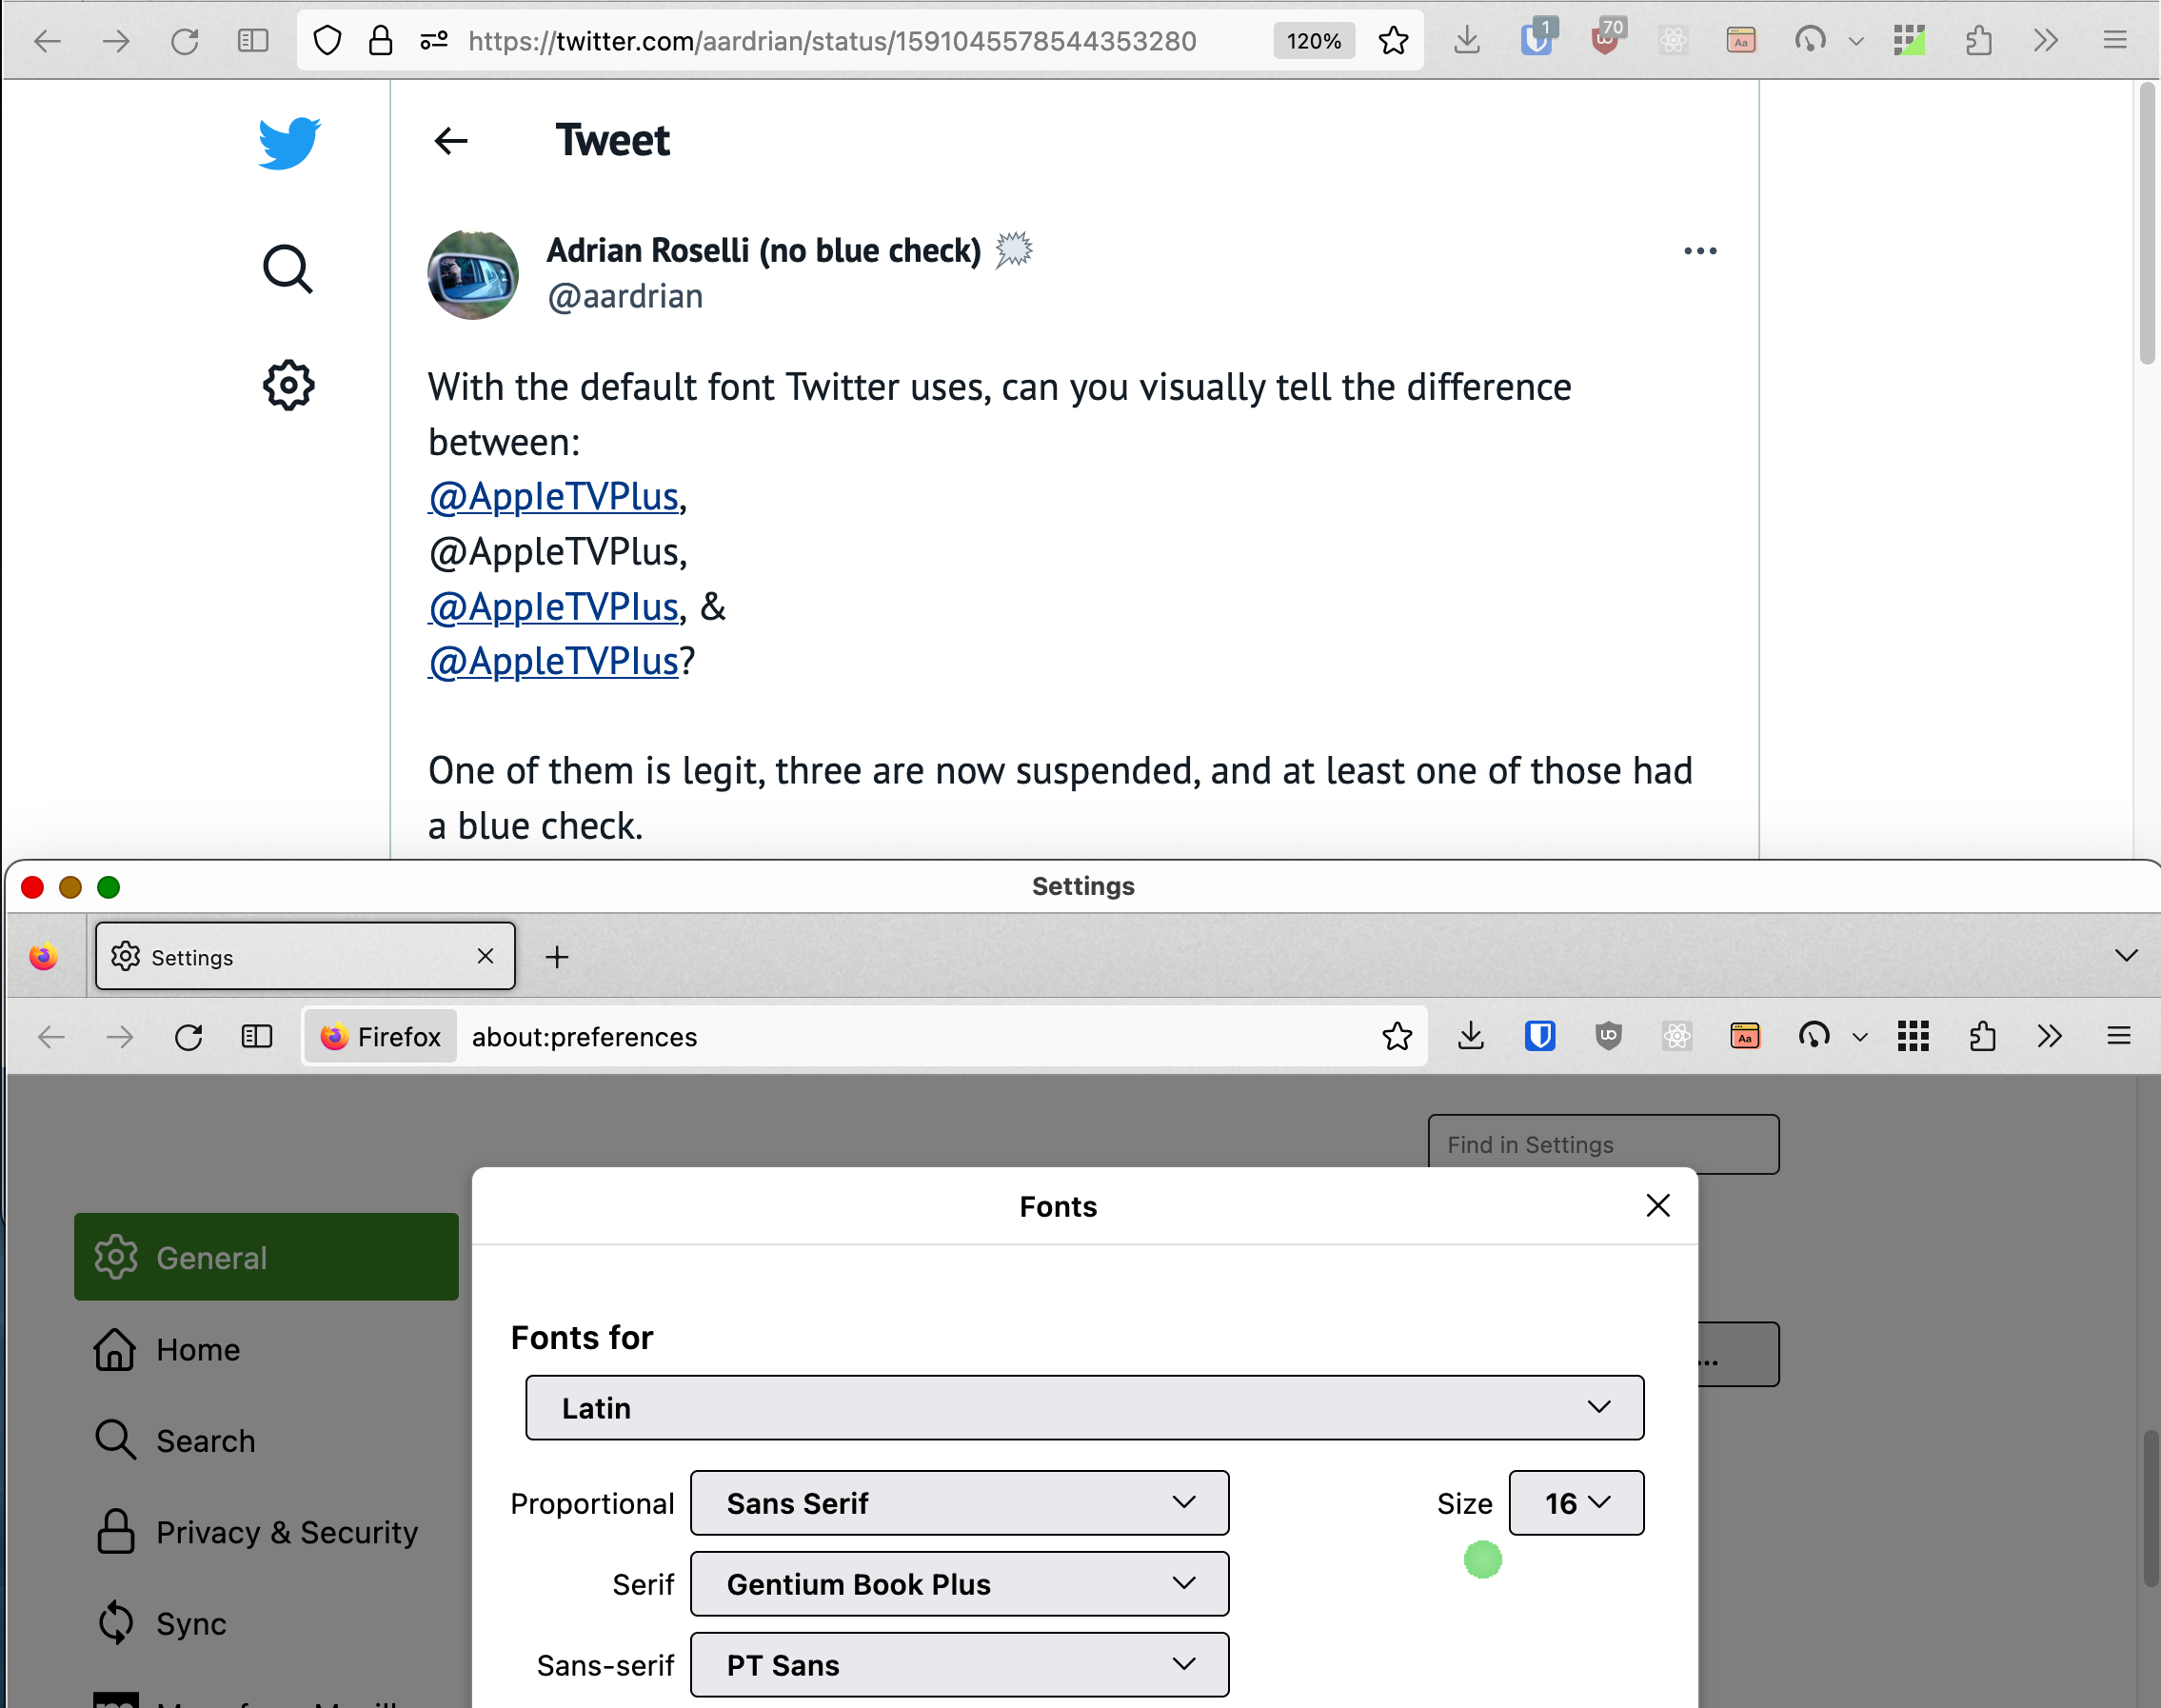 https://twitter.com/aardrian/status/1591045578544353280
120%
1
70
Aa
Tweet
Adrian Roselli (no blue check)
@aardrian
With the default font Twitter uses, can you visually tell the difference
between:
@AppIeTVPlus,
@AppleTVPlus,
@AppIeTVPIus, &
@AppleTVPIus?
One of them is legit, three are now suspended, and at least one of those had
a blue check.
Settings
Settings
Firefox
about:preferences
Aa
Find in Settings
Fonts
General
Fonts for
Home
...
Latin
Search
Proportional
Sans Serif
Size
16
Privacy & Security
Serif
Gentium Book Plus
Sync
Sans-serif
PT Sans